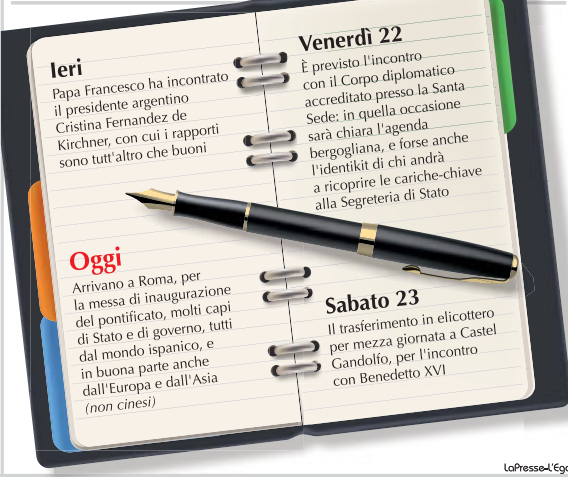 Ieri
Papa Francesco ha incontrato
il presidente argentino
Cristina Fernandez de
Kirchner, con cui i rapporti
sono tutt'altro che buoni
Oggi
Arrivano a Roma, per
la messa di inaugurazione
del pontificato, molti capi
di Stato e di governo, tutti
dal mondo ispanico, e
in buona parte anche
dall'Europa e dall'Asia
(non cinesi)
Venerdì 22
È previsto l'incontro
con il Corpo diplomatico
accreditato presso la Santa
Sede: in quella occasione
sarà chiara l'agenda
bergogliana, e forse anche
l'identikit di chi andrà
a ricoprire le cariche-chiave
alla Segreteria di Stato
Sabato 23
Il trasferimento in elicottero
per mezza giornata a Castel
Gandolfo, per l'incontro
con Benedetto XVI
LaPresse-L'Ego